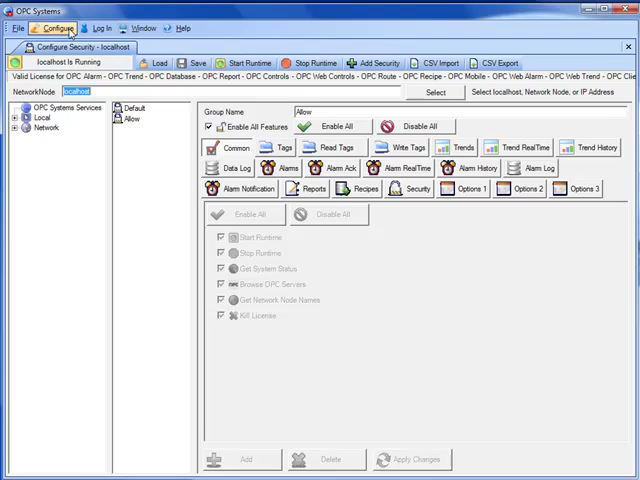 OPC Systems
File Configure Log In Window Help
Configure Security - localhost
localhost Is Running Load Save Start Runtime Stop Runtime Add Security CSV Import CSV Export
Valid License for OPC Alarm - OPC Trend - OPC Database - OPC Report - OPC Controls - OPC Web Controls - OPC Route - OPC Recipe - OPC Mobile - OPC Web Alarm - OPC Web Trend - OPC Clie
NetworkNode localhost Select Select localhost, Network Node, or IP Address
OPC Systems Services
Local
Network
Default
Allow
Group Name Allow
Enable All Features Enable All Disable All
Common Tags Read Tags Write Tags Trends Trend RealTime Trend History
Data Log Alarms Alarm Ack Alarm RealTime Alarm History Alarm Log
Alarm Notification Reports Recipes Security Options 1 Options 2 Options 3
Enable All Disable All
Start Runtime
Stop Runtime
Get System Status
OPC Browse OPC Servers
Get Network Node Names
Kill License
Add Delete Apply Changes